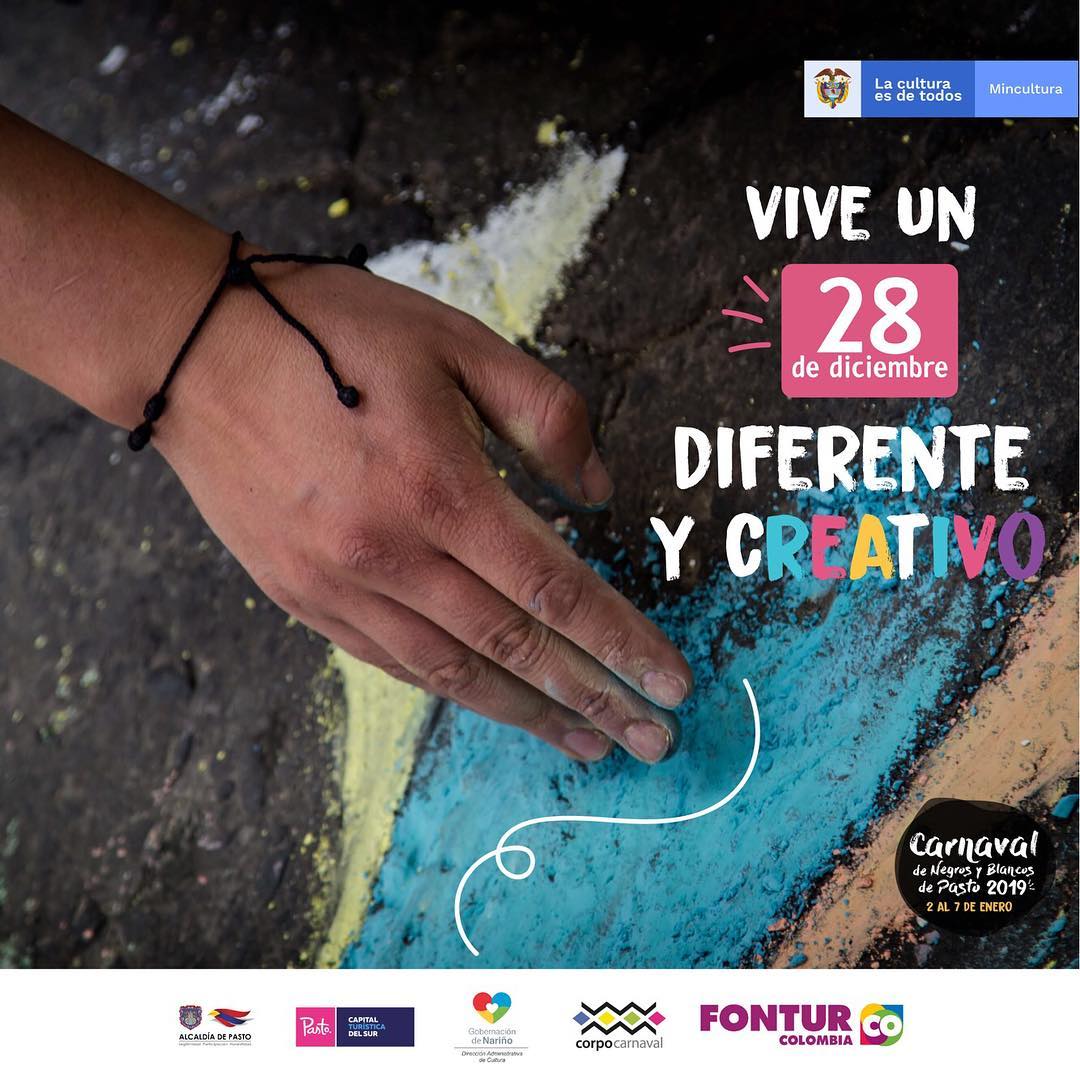 La cultura
es de todos
Mincultura
VIVE UN
28
de diciembre
DIFERENTE
Y CREATIVO
Carnaval
de Negros y Blancos
de Pasto 2019
2 AL 7 DE ENERO
ALCALDÍA DE PASTO
Pasto.
CAPITAL
TURÍSTICA
DEL SUR
Gobernación
de Nariño
Dirección Administrativa
de Cultura
corpocarnaval
FONTUR
COLOMBIA
CO